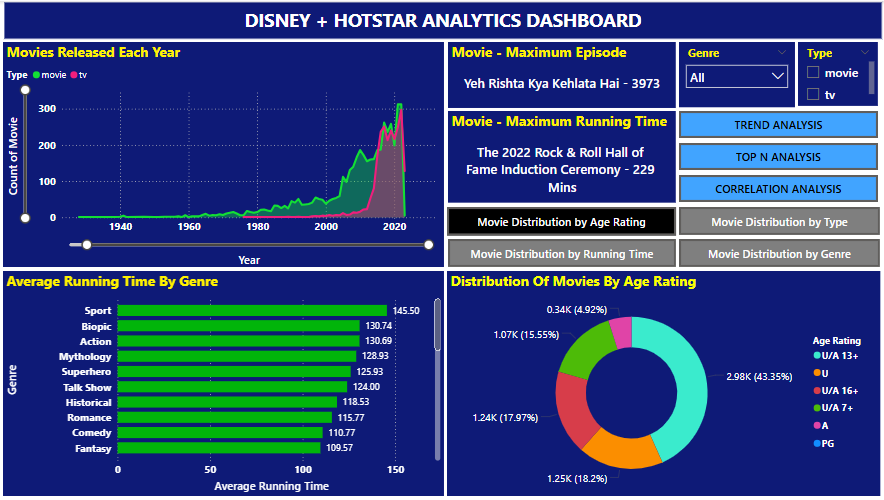 DISNEY + HOTSTAR ANALYTICS DASHBOARD
Movies Released Each Year
Type movie tv
Count of Movie
300
200
100
0
1940
1960
1980
2000
2020
Year
Movie - Maximum Episode
Yeh Rishta Kya Kehlata Hai - 3973
Movie - Maximum Running Time
The 2022 Rock & Roll Hall of
Fame Induction Ceremony - 229
Mins
Genre
All
Type
movie
tv
TREND ANALYSIS
TOP N ANALYSIS
CORRELATION ANALYSIS
Movie Distribution by Age Rating
Movie Distribution by Type
Movie Distribution by Running Time
Movie Distribution by Genre
Average Running Time By Genre
Genre
Sport 145.50
Biopic 130.74
Action 130.69
Mythology 128.93
Superhero 125.93
Talk Show 124.00
Historical 118.53
Romance 115.77
Comedy 110.77
Fantasy 109.57
0 50 100 150
Average Running Time
Distribution Of Movies By Age Rating
0.34K (4.92%)
1.07K (15.55%)
2.98K (43.35%)
1.24K (17.97%)
1.25K (18.2%)
Age Rating
U/A 13+
U
U/A 16+
U/A 7+
A
PG